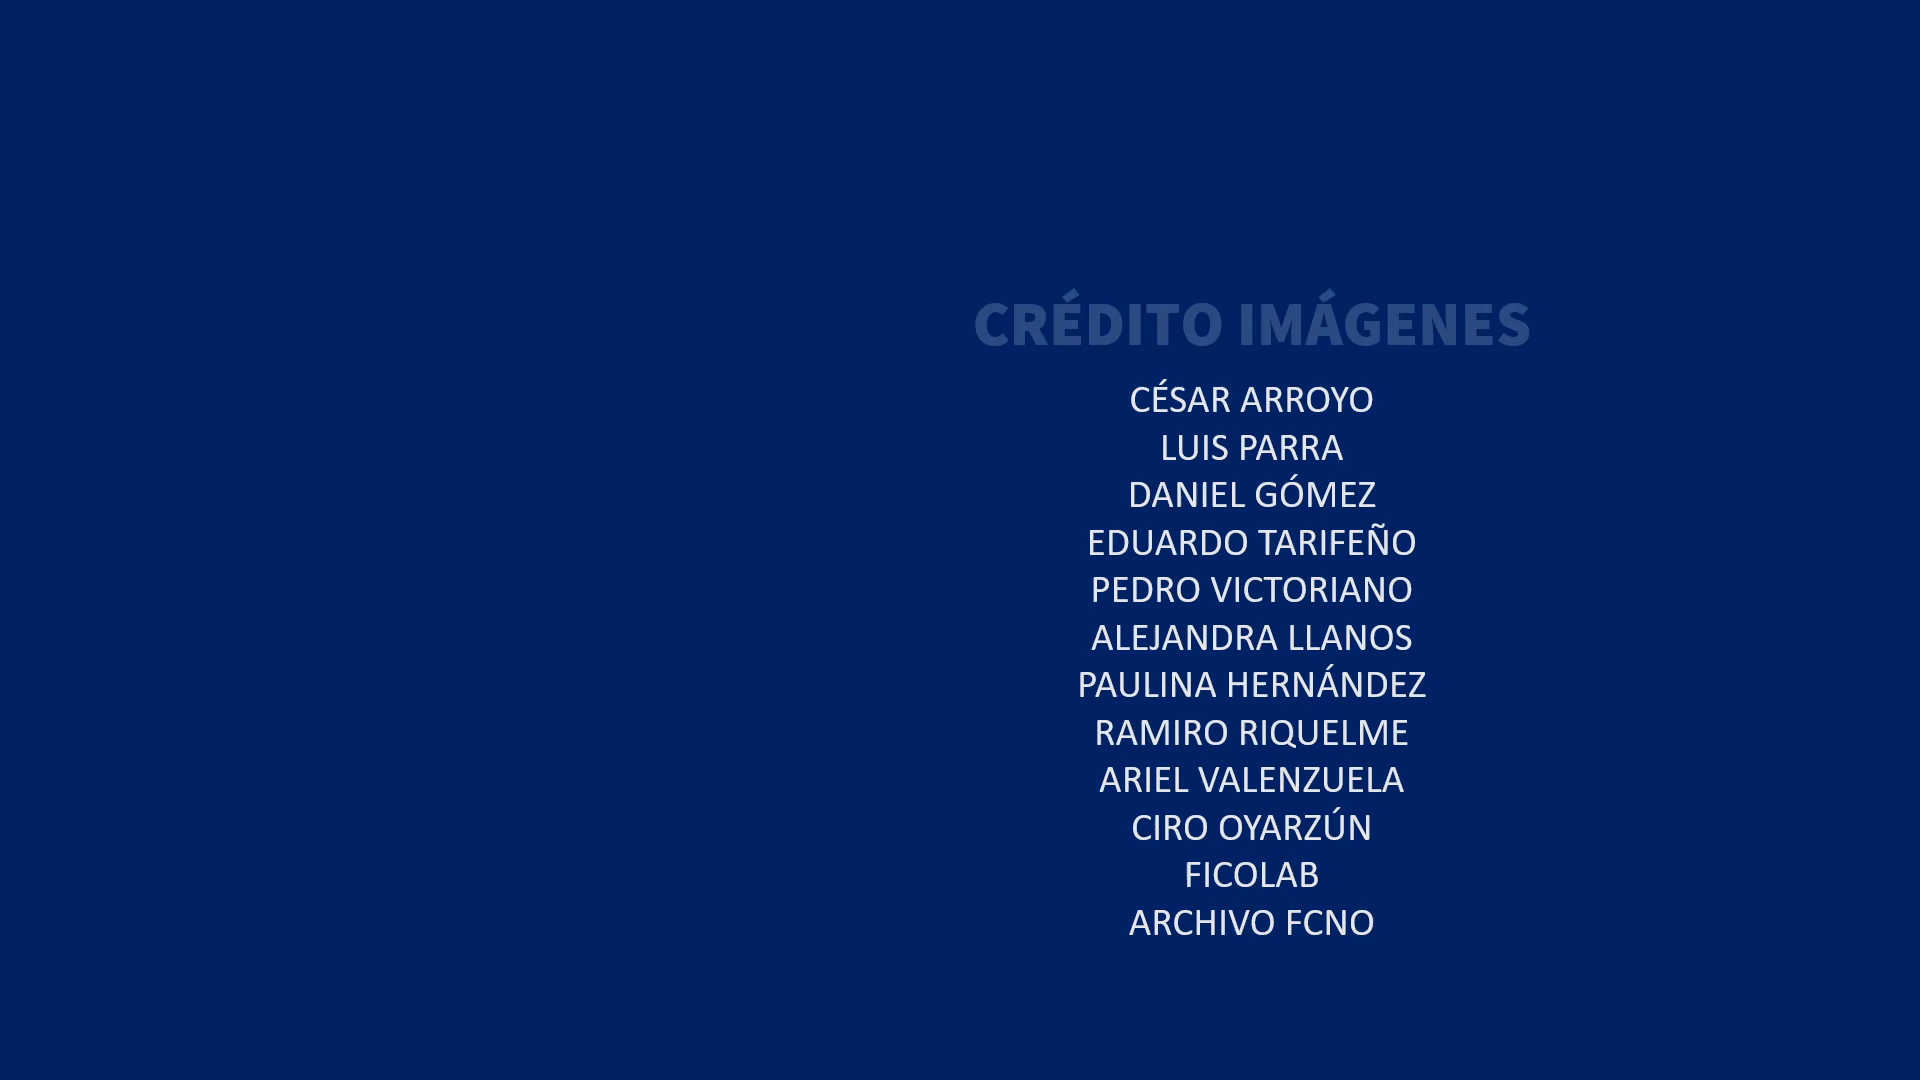 CRÉDITO IMÁGENES
CÉSAR ARROYO
LUIS PARRA
DANIEL GÓMEZ
EDUARDO TARIFEÑO
PEDRO VICTORIANO
ALEJANDRA LLANOS
PAULINA HERNÁNDEZ
RAMIRO RIQUELME
ARIEL VALENZUELA
CIRO OYARZÚN
FICOLAB
ARCHIVO FCNO